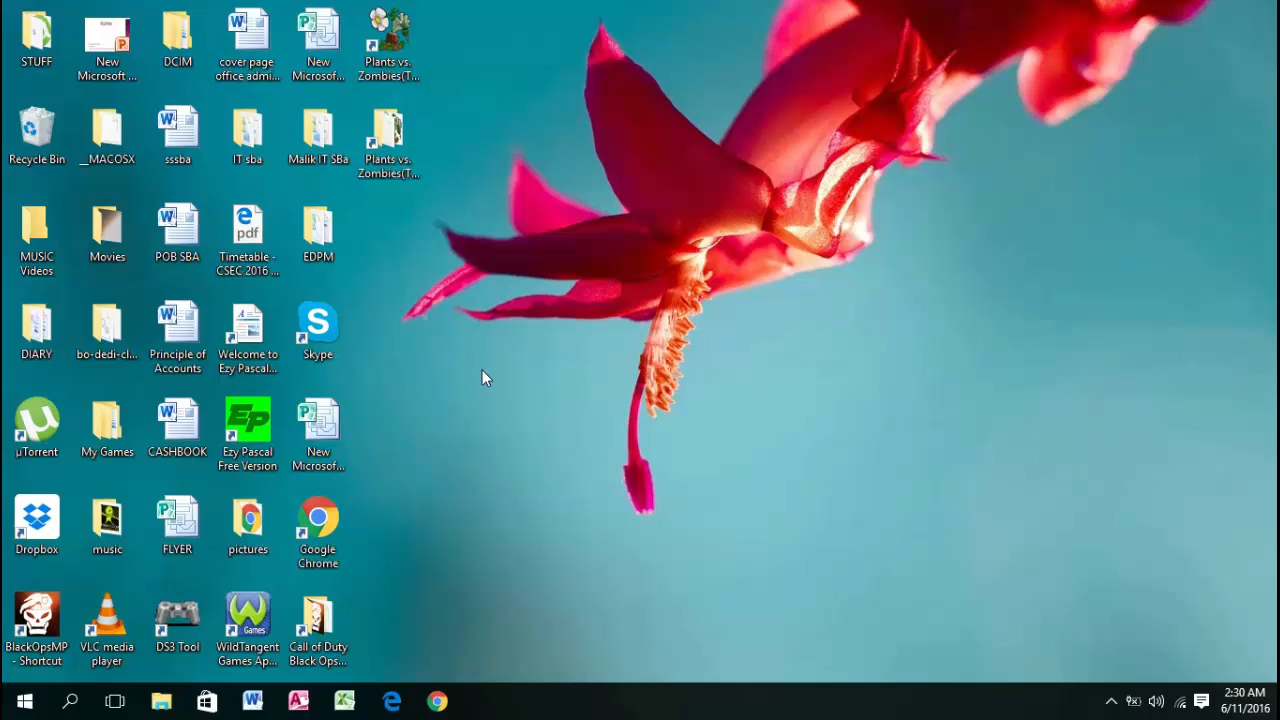 STUFF
New
Microsoft ...
DCIM
cover page
office admi...
New
Microsof...
Plants vs.
Zombies(T...
Recycle Bin
__MACOSX
sssba
IT sba
Malik IT SBa
Plants vs.
Zombies(T...
MUSIC
Videos
Movies
POB SBA
pdf
Timetable -
CSEC 2016 ...
EDPM
DIARY
bo-dedi-cl...
Principle of
Accounts
Welcome to
Ezy Pascal...
Skype
µTorrent
My Games
CASHBOOK
EP
Ezy Pascal
Free Version
New
Microsof...
Dropbox
music
FLYER
pictures
Google
Chrome
BlackOpsMP
- Shortcut
VLC media
player
DS3 Tool
Games
WildTangent
Games Ap...
Call of Duty
Black Ops...
2:30 AM
6/11/2016